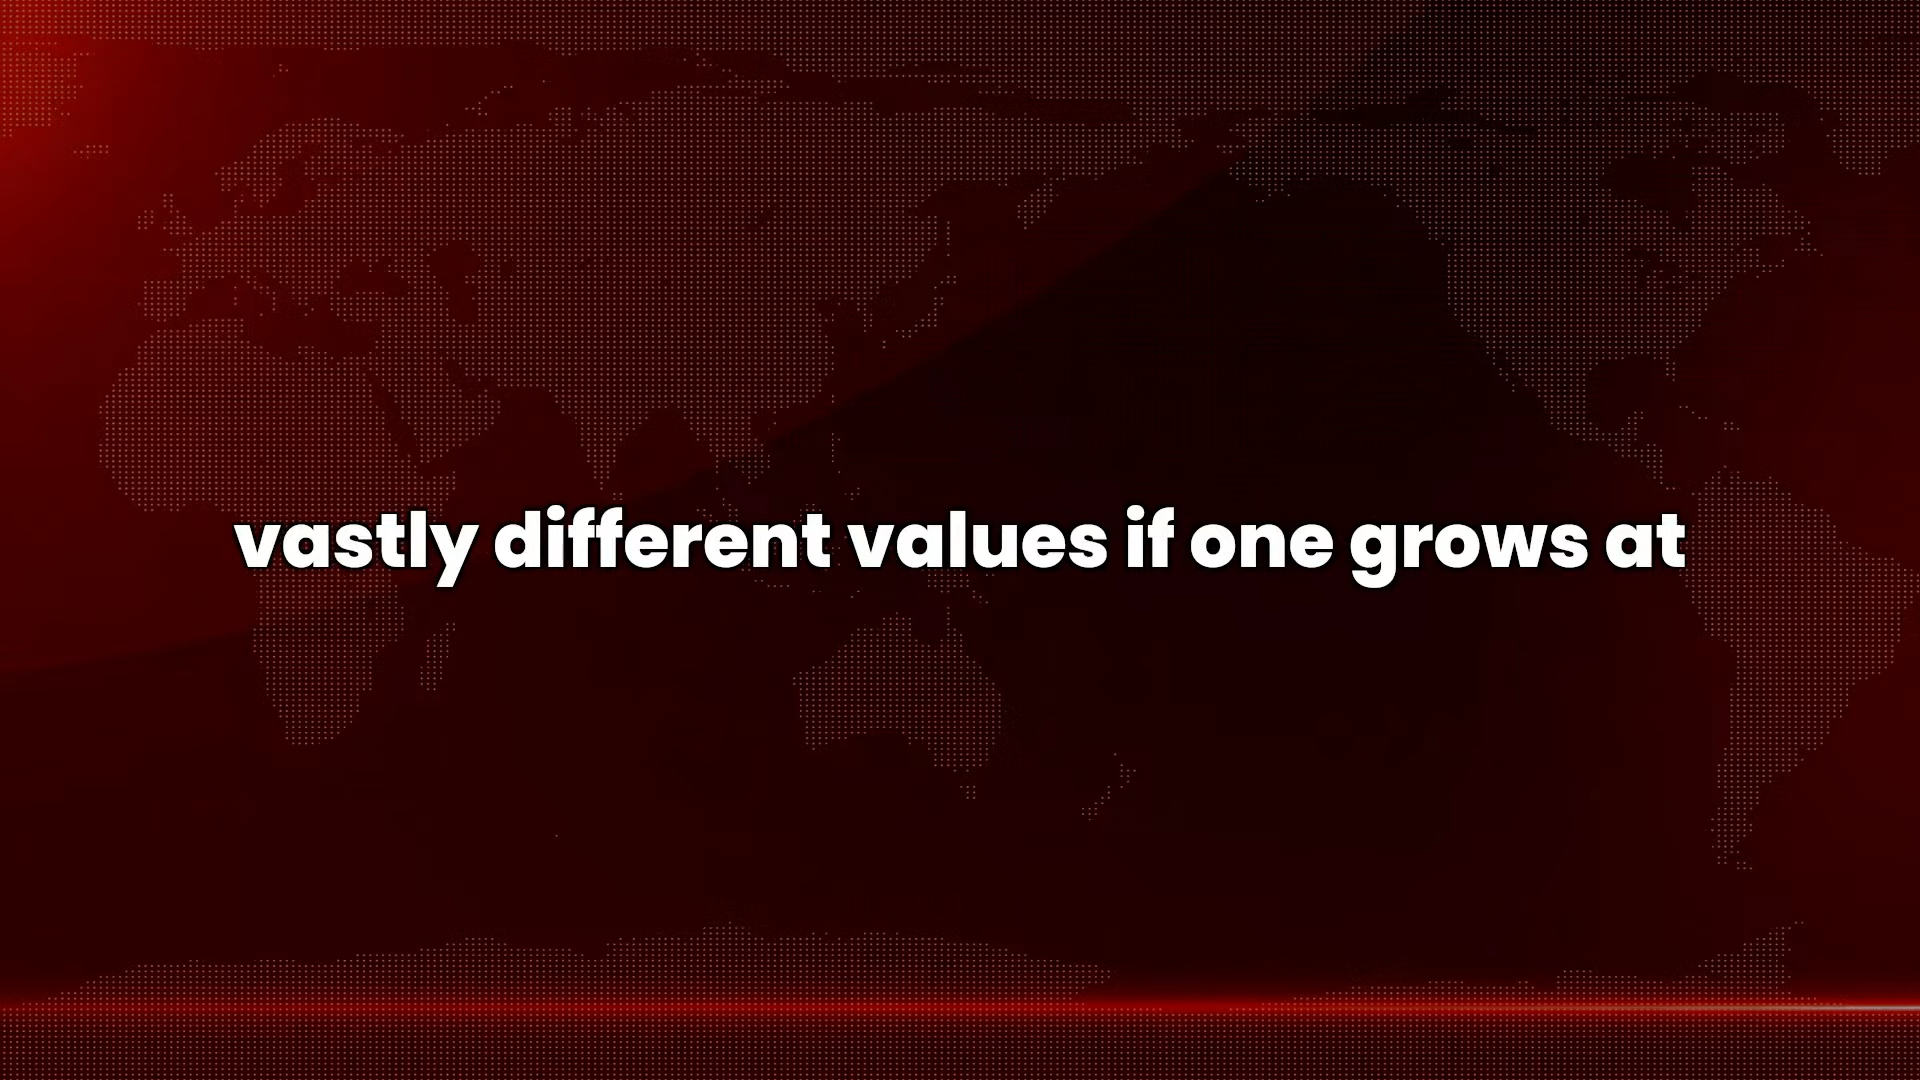 vastly different values if one grows at